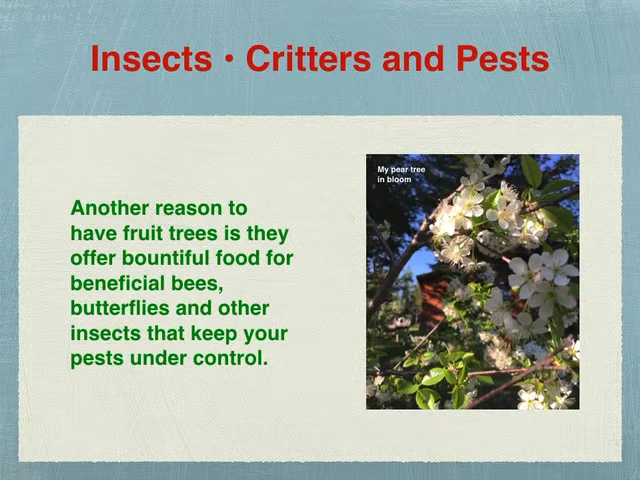 Insects • Critters and Pests
Another reason to
have fruit trees is they
offer bountiful food for
beneficial bees,
butterflies and other
insects that keep your
pests under control.
My pear tree
in bloom